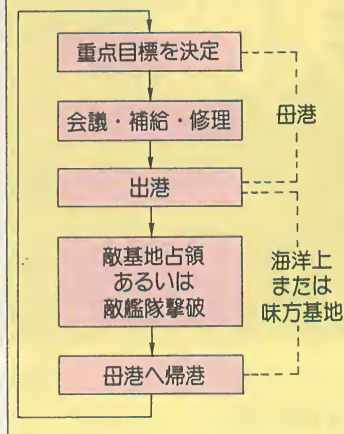 重点目標を決定
会議・補給・修理
母港
出港
敵基地占領
あるいは
敵艦隊撃破
海洋上
または
味方基地
母港へ帰港